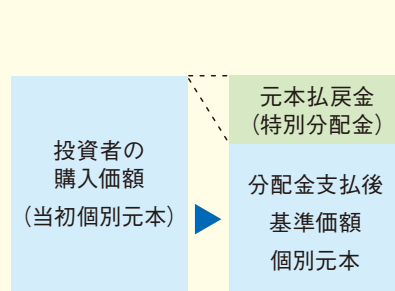 投資者の
購入価額
（当初個別元本）
元本払戻金
（特別分配金）
分配金支払後
基準価額
個別元本